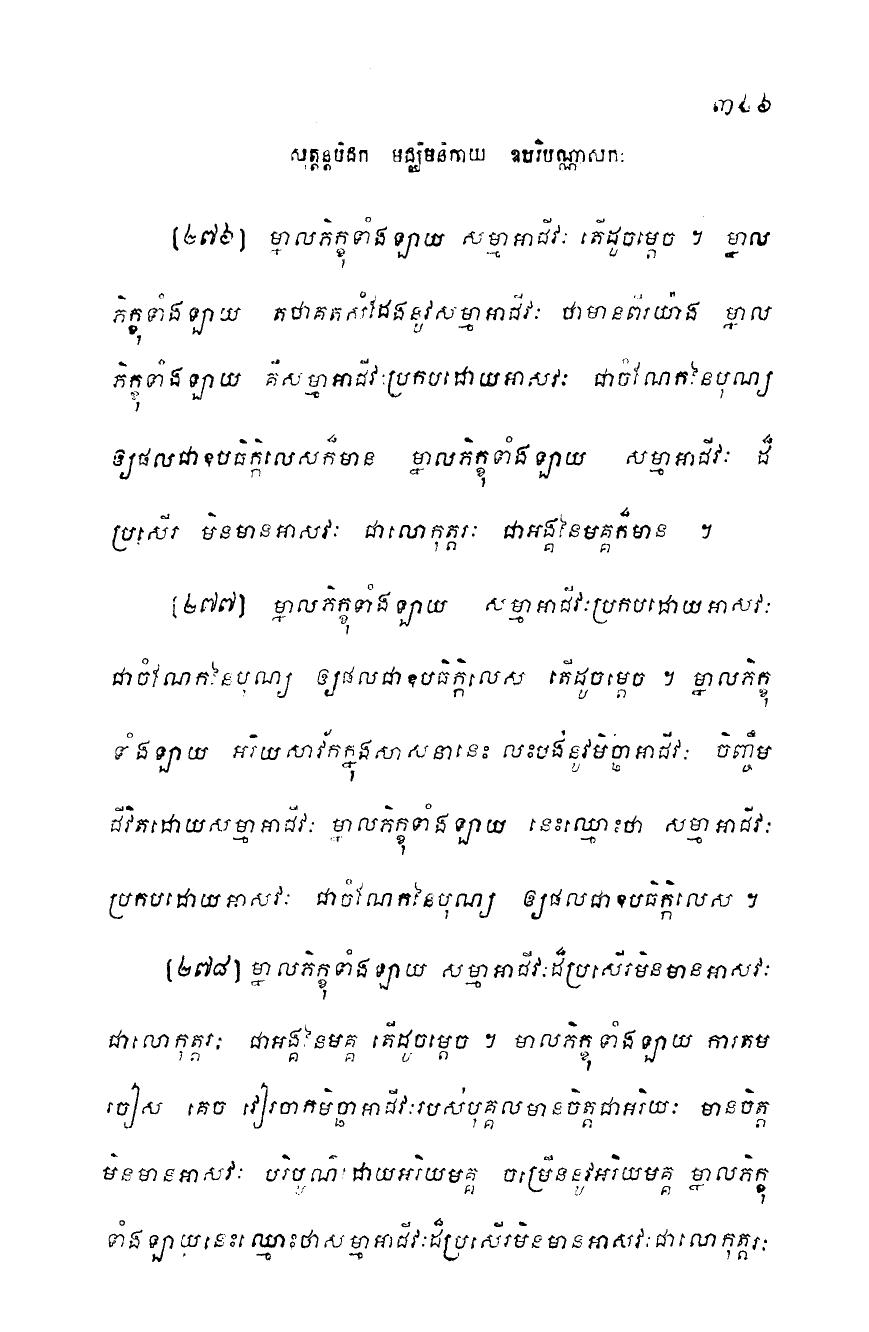 ៣៤៦
សុត្តន្តបិដក មជ្ឈិមនិកាយ ឧបរិបណ្ណាសកៈ
[២៧៦] ម្នាលភិក្ខុទាំងឡាយ សម្មាអាជីវៈ តើដូចម្តេច ។ ម្នាល
ភិក្ខុទាំងឡាយ តថាគតសំដែងនូវសម្មាអាជីវៈ ថាមានពីរយ៉ាង ម្នាល
ភិក្ខុទាំងឡាយ គឺសម្មាអាជីវៈប្រកបដោយអាសវៈ ជាចំណែកនៃបុណ្យ
ឲ្យផលជាឧបធិក្កិលេសក៏មាន ម្នាលភិក្ខុទាំងឡាយ សម្មាអាជីវៈ ដ៏
ប្រសើរ មិនមានអាសវៈ ជាលោកុត្តរៈ ជាអង្គនៃមគ្គក៏មាន ។
[២៧៧] ម្នាលភិក្ខុទាំងឡាយ សម្មាអាជីវៈប្រកបដោយអាសវៈ
ជាចំណែកនៃបុណ្យ ឲ្យផលជាឧបធិក្កិលេស តើដូចម្តេច ។ ម្នាលភិក្ខុ
ទាំងឡាយ អរិយសាវ័កក្នុងសាសនានេះ លះបង់នូវមិច្ឆាអាជីវៈ ចិញ្ចឹម
ជីវិតដោយសម្មាអាជីវៈ ម្នាលភិក្ខុទាំងឡាយ នេះឈ្មោះថា សម្មាអាជីវៈ
ប្រកបដោយអាសវៈ ជាចំណែកនៃបុណ្យ ឲ្យផលជាឧបធិក្កិលេស ។
[២៧៨] ម្នាលភិក្ខុទាំងឡាយ សម្មាអាជីវៈដ៏ប្រសើរមិនមានអាសវៈ
ជាលោកុត្តរៈ ជាអង្គនៃមគ្គ តើដូចម្តេច ។ មាលភិក្ខុទាំងឡាយ ការតម
ចៀស គេច វៀរចាកមិច្ឆាអាជីវៈរបស់បុគ្គលមានចិត្តជាអរិយៈ មានចិត្ត
មិនមានអាសវៈ បរិបូណ៌ដោយអរិយមគ្គ ចម្រើននូវអរិយមគ្គ ម្នាលភិក្ខុ
ទាំងឡាយនេះឈ្មោះថាសម្មាអាជីវៈដ៏ប្រសើរមិនមានអាសវៈជាលោកុត្តរៈ